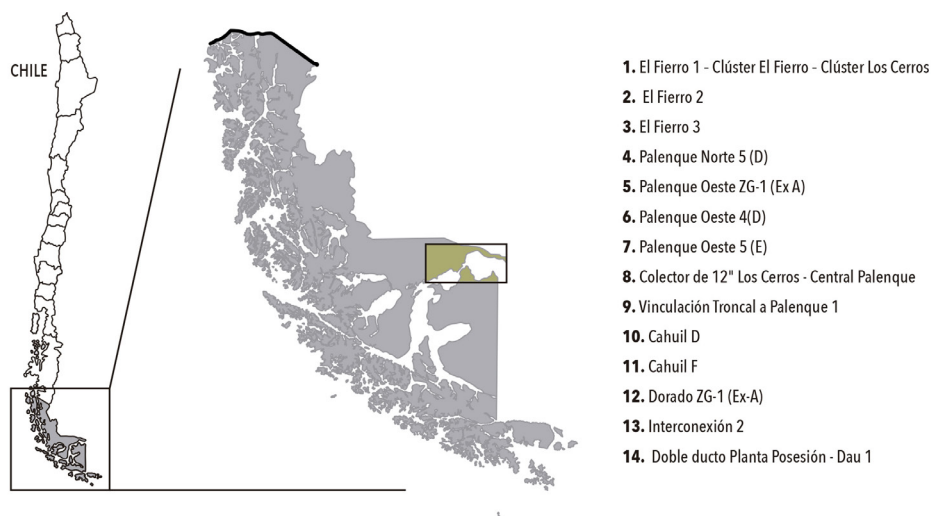 CHILE
1. El Fierro 1 - Clúster El Fierro - Clúster Los Cerros
2. El Fierro 2
3. El Fierro 3
4. Palenque Norte 5 (D)
5. Palenque Oeste ZG-1 (Ex A)
6. Palenque Oeste 4(D)
7. Palenque Oeste 5 (E)
8. Colector de 12" Los Cerros - Central Palenque
9. Vinculación Troncal a Palenque 1
10. Cahuil D
11. Cahuil F
12. Dorado ZG-1 (Ex-A)
13. Interconexión 2
14. Doble ducto Planta Posesión - Dau 1